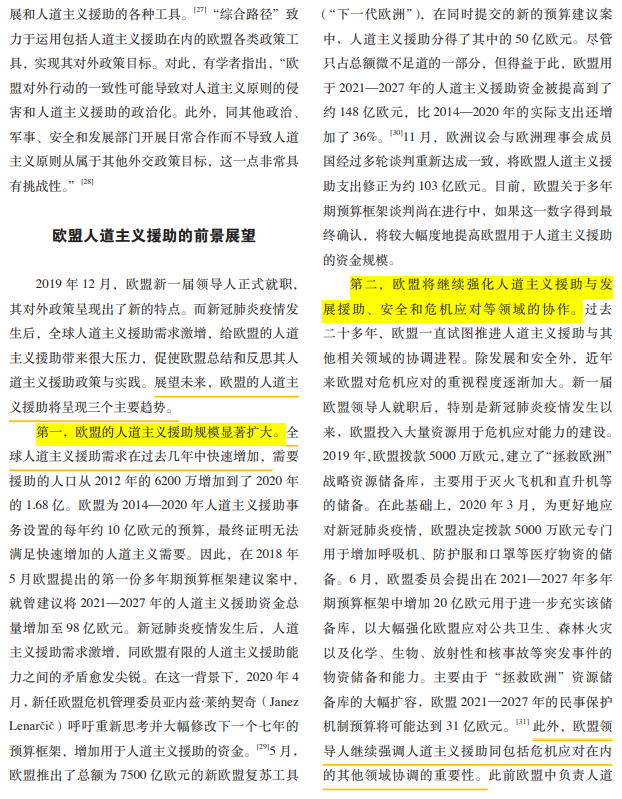 展和人道主义援助的各种工具。[27]“综合路径”致
力于运用包括人道主义援助在内的欧盟各类政策工
具，实现其对外政策目标。对此，有学者指出，“欧
盟对外行动的一致性可能导致对人道主义原则的侵
害和人道主义援助的政治化。此外，同其他政治、
军事、安全和发展部门开展日常合作而不导致人道
主义原则从属于其他外交政策目标，这一点非常具
有挑战性。”[28]
欧盟人道主义援助的前景展望
2019 年 12 月，欧盟新一届领导人正式就职，
其对外政策呈现出了新的特点。而新冠肺炎疫情发
生后，全球人道主义援助需求激增，给欧盟的人道
主义援助带来很大压力，促使欧盟总结和反思其人
道主义援助政策与实践。展望未来，欧盟的人道主
义援助将呈现三个主要趋势。
第一，欧盟的人道主义援助规模显著扩大。全
球人道主义援助需求在过去几年中快速增加，需要
援助的人口从 2012 年的 6200 万增加到了 2020 年
的 1.68 亿。欧盟为 2014—2020 年人道主义援助事
务设置的每年约 10 亿欧元的预算，最终证明无法
满足快速增加的人道主义需要。因此，在 2018 年
5 月欧盟提出的第一份多年期预算框架建议案中，
就曾建议将 2021—2027 年的人道主义援助资金总
量增加至 98 亿欧元。新冠肺炎疫情发生后，人道
主义援助需求激增，同欧盟有限的人道主义援助能
力之间的矛盾愈发尖锐。在这一背景下，2020 年 4
月，新任欧盟危机管理委员亚内兹·莱纳契奇（Janez
Lenarčič）呼吁重新思考并大幅修改下一个七年的
预算框架，增加用于人道主义援助的资金。[29]5 月，
欧盟推出了总额为 7500 亿欧元的新欧盟复苏工具
（“下一代欧洲”），在同时提交的新的预算建议案
中，人道主义援助分得了其中的 50 亿欧元。尽管
只占总额微不足道的一部分，但得益于此，欧盟用
于 2021—2027 年的人道主义援助资金被提高到了
约 148 亿欧元，比 2014—2020 年的实际支出还增
加了 36%。[30]11 月，欧洲议会与欧洲理事会成员
国经过多轮谈判重新达成一致，将欧盟人道主义援
助支出修正为约 103 亿欧元。目前，欧盟关于多年
期预算框架谈判尚在进行中，如果这一数字得到最
终确认，将较大幅度地提高欧盟用于人道主义援助
的资金规模。
第二，欧盟将继续强化人道主义援助与发
展援助、安全和危机应对等领域的协作。过去
二十多年，欧盟一直试图推进人道主义援助与其
他相关领域的协调进程。除发展和安全外，近年
来欧盟对危机应对的重视程度逐渐加大。新一届
欧盟领导人就职后，特别是新冠肺炎疫情发生以
来，欧盟投入大量资源用于危机应对能力的建设。
2019 年，欧盟拨款 5000 万欧元，建立了“拯救欧洲”
战略资源储备库，主要用于灭火飞机和直升机等
的储备。在此基础上，2020 年 3 月，为更好地应
对新冠肺炎疫情，欧盟决定拨款 5000 万欧元专门
用于增加呼吸机、防护服和口罩等医疗物资的储
备。6 月，欧盟委员会提出在 2021—2027 年多年
期预算框架中增加 20 亿欧元用于进一步充实该储
备库，以大幅强化欧盟应对公共卫生、森林火灾
以及化学、生物、放射性和核事故等突发事件的
物资储备和能力。主要由于“拯救欧洲”资源储
备库的大幅扩容，欧盟 2021—2027 年的民事保护
机制预算将可能达到 31 亿欧元。[31] 此外，欧盟领
导人继续强调人道主义援助同包括危机应对在内
的其他领域协调的重要性。此前欧盟中负责人道